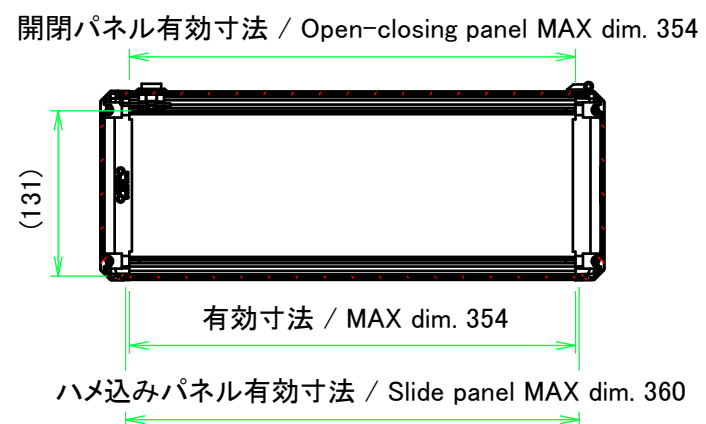 開閉パネル有効寸法 / Open-closing panel MAX dim. 354
(131)
有効寸法 / MAX dim. 354
ハメ込みパネル有効寸法 / Slide panel MAX dim. 360